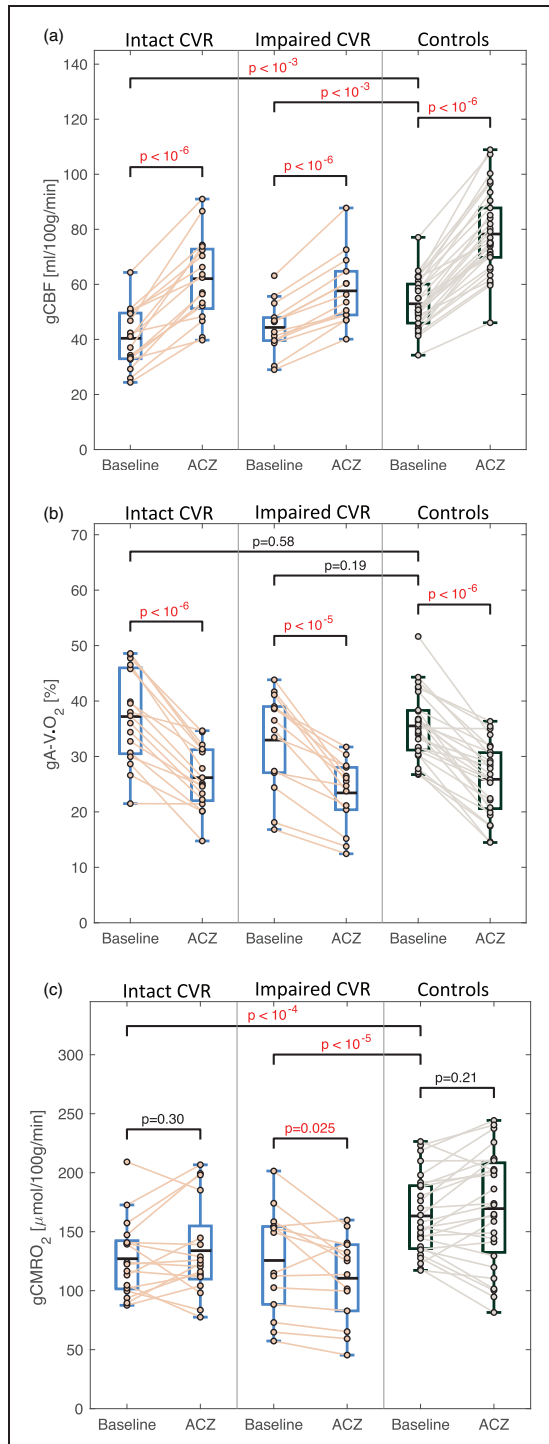 (a) Intact CVR Impaired CVR Controls
140
p < 10⁻³
120
p < 10⁻³
p < 10⁻⁶
100
p < 10⁻⁶
p < 10⁻⁶
80
60
40
20
0
gCBF [ml/100g/min]
Baseline ACZ Baseline ACZ Baseline ACZ
(b) Intact CVR Impaired CVR Controls
70
p=0.58
p=0.19
60
p < 10⁻⁶
p < 10⁻⁵
p < 10⁻⁶
50
40
30
20
10
0
gA-V.O₂ [%]
Baseline ACZ Baseline ACZ Baseline ACZ
(c) Intact CVR Impaired CVR Controls
p < 10⁻⁴
300
p < 10⁻⁵
p=0.21
250
p=0.30
p=0.025
200
150
100
50
0
gCMRO₂ [μmol/100g/min]
Baseline ACZ Baseline ACZ Baseline ACZ